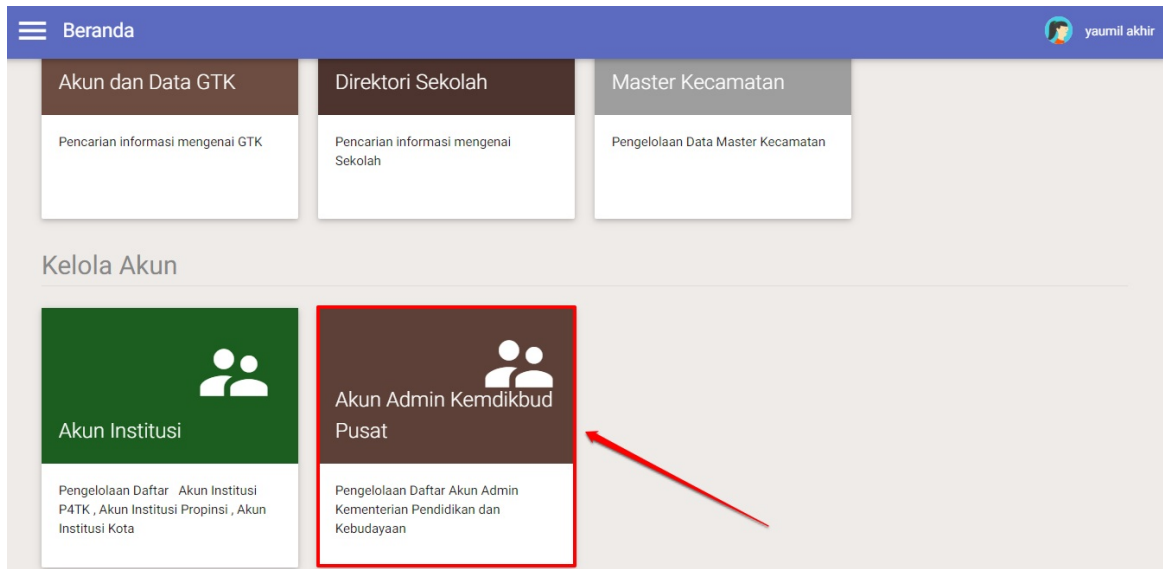 Beranda
yaumil akhir
Akun dan Data GTK
Pencarian informasi mengenai GTK
Direktori Sekolah
Pencarian informasi mengenai
Sekolah
Master Kecamatan
Pengelolaan Data Master Kecamatan
Kelola Akun
Akun Institusi
Pengelolaan Daftar Akun Institusi
P4TK , Akun Institusi Propinsi , Akun
Institusi Kota
Akun Admin Kemdikbud
Pusat
Pengelolaan Daftar Akun Admin
Kementerian Pendidikan dan
Kebudayaan